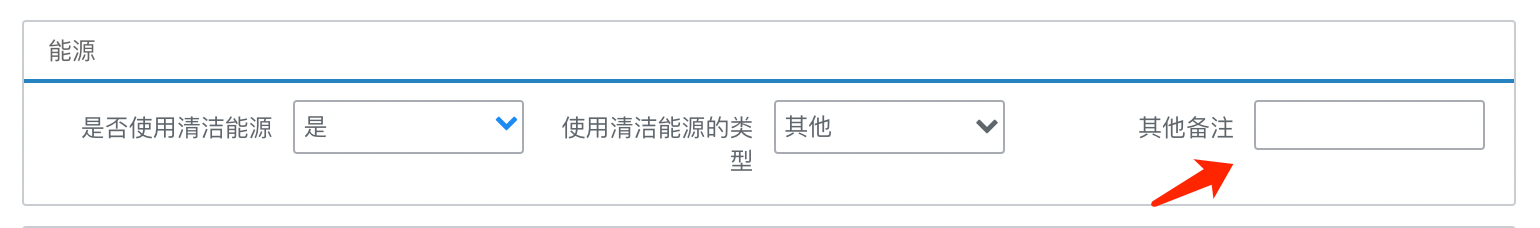 能源
是否使用清洁能源
是
使用清洁能源的类
型
其他
其他备注